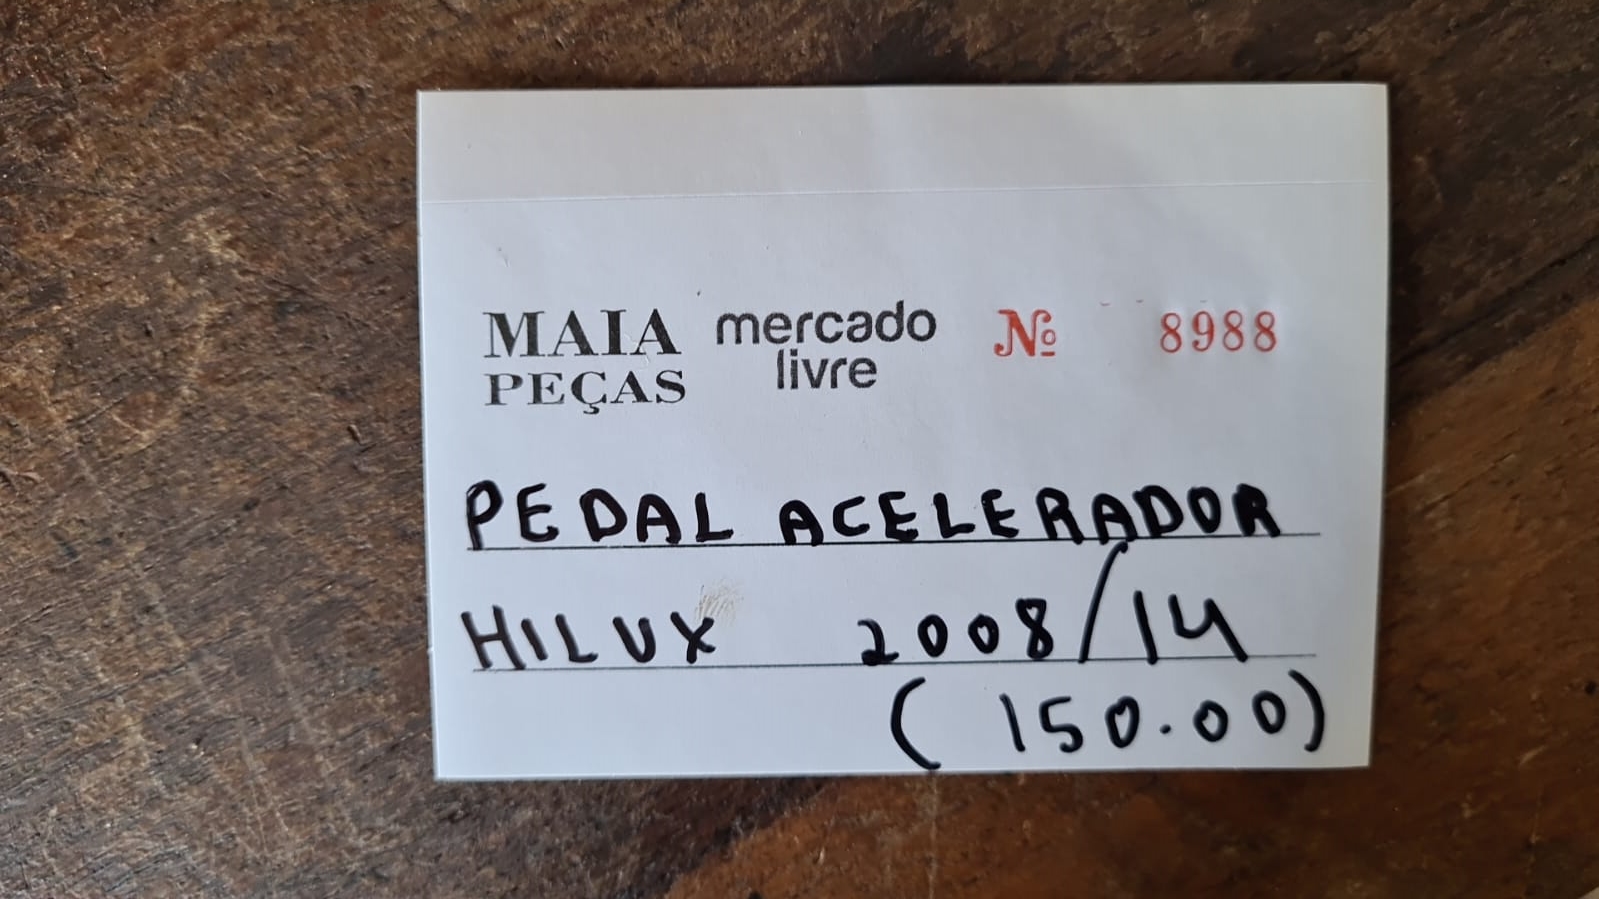 MAIA PEÇAS
mercado livre
Nº 8988
PEDAL ACELERADOR
HILUX 2008/14
(150.00)